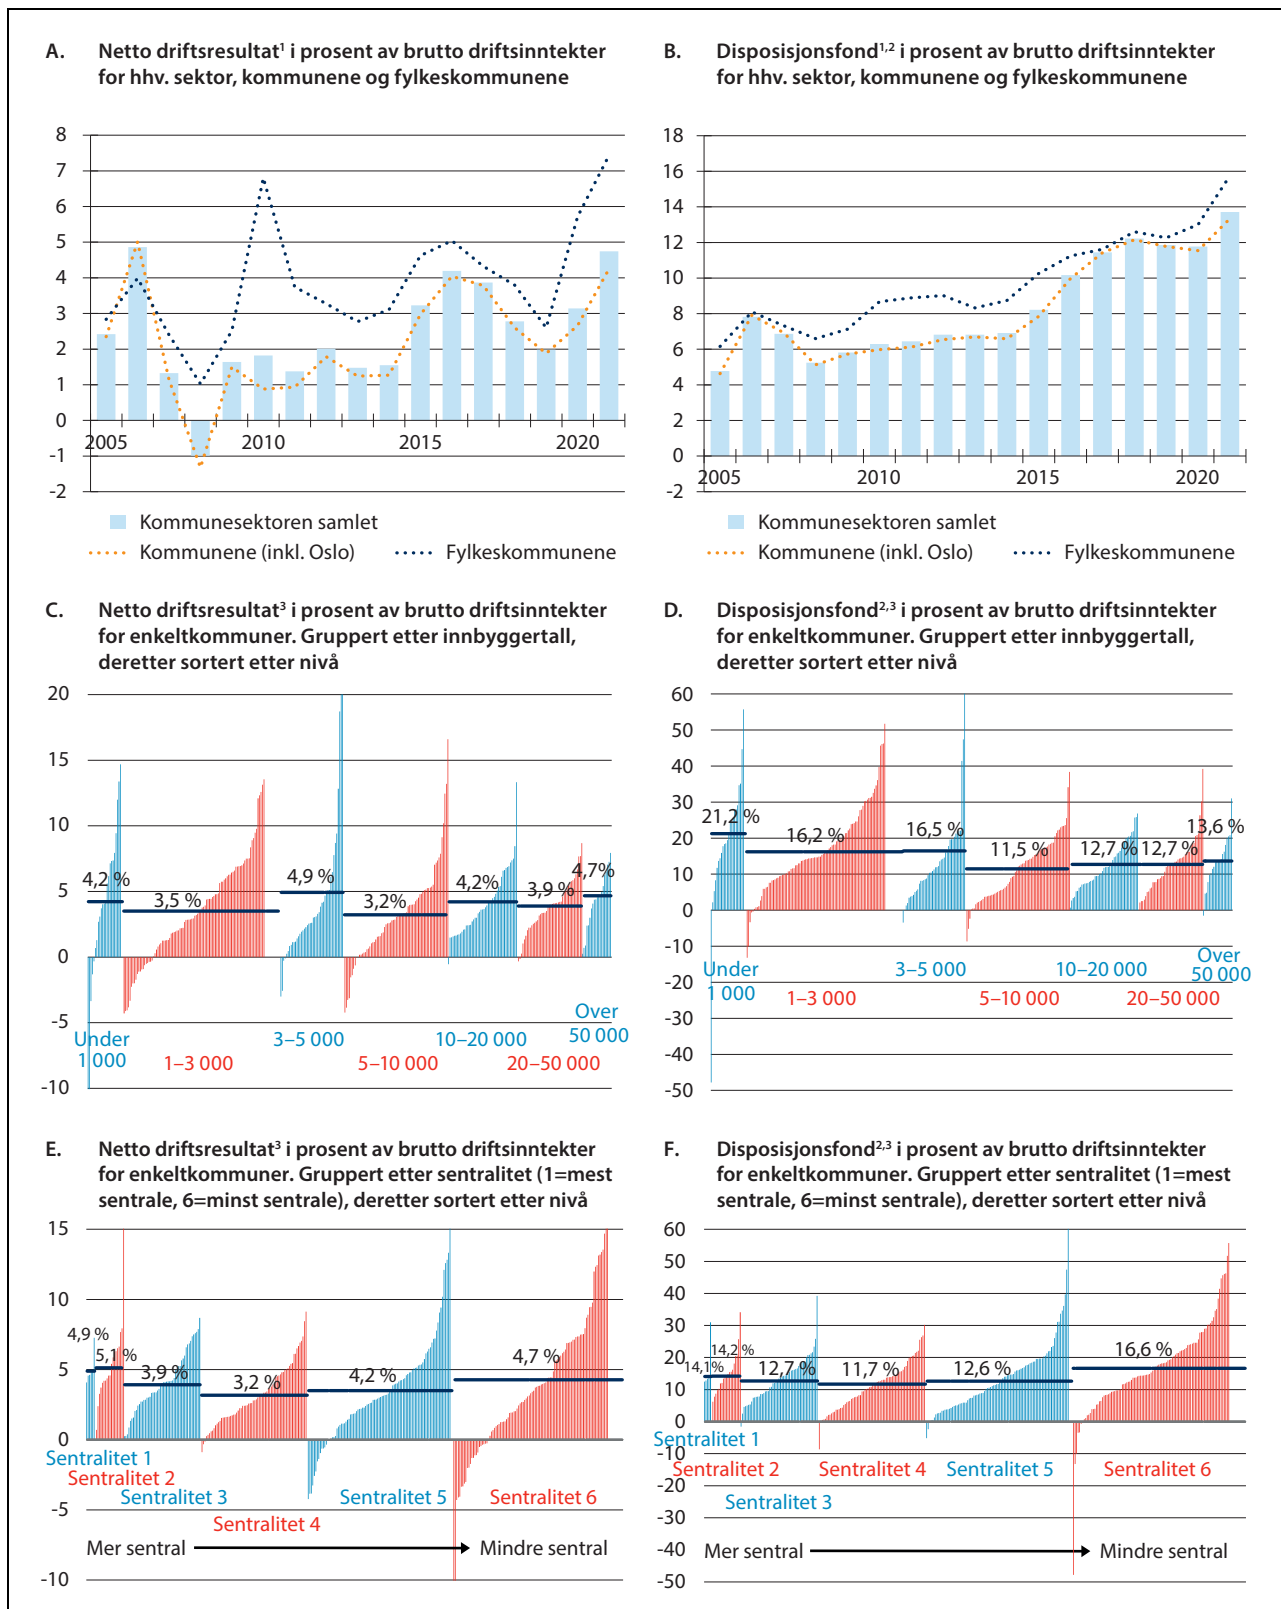 A. Netto driftsresultat¹ i prosent av brutto driftsinntekter
for hhv. sektor, kommunene og fylkeskommunene
8
7
6
5
4
3
2
1
0
-1
-2
2005 2010 2015 2020
Kommunesektoren samlet
Kommunene (inkl. Oslo) Fylkeskommunene
B. Disposisjonsfond¹,² i prosent av brutto driftsinntekter
for hhv. sektor, kommunene og fylkeskommunene
18
16
14
12
10
8
6
4
2
0
-2
2005 2010 2015 2020
Kommunesektoren samlet
Kommunene (inkl. Oslo) Fylkeskommunene
C. Netto driftsresultat³ i prosent av brutto driftsinntekter
for enkeltkommuner. Gruppert etter innbyggertall,
deretter sortert etter nivå
20
15
10
5
0
-5
-10
4,2 % 3,5 % 4,9 % 3,2% 4,2% 3,9 % 4,7%
Under
1 000
1–3 000
3–5 000
5–10 000
10–20 000
20–50 000
Over
50 000
D. Disposisjonsfond²,³ i prosent av brutto driftsinntekter
for enkeltkommuner. Gruppert etter innbyggertall,
deretter sortert etter nivå
60
50
40
30
20
10
0
-10
-20
-30
-40
-50
21,2 % 16,2 % 16,5 % 11,5 % 12,7 % 12,7 % 13,6 %
Under
1 000
1–3 000
3–5 000
5–10 000
10–20 000
20–50 000
Over
50 000
E. Netto driftsresultat³ i prosent av brutto driftsinntekter
for enkeltkommuner. Gruppert etter sentralitet (1=mest
sentrale, 6=minst sentrale), deretter sortert etter nivå
15
10
5
0
-5
-10
4,9 % 5,1 % 3,9 % 3,2 % 4,2 % 4,7 %
Sentralitet 1
Sentralitet 2
Sentralitet 3
Sentralitet 4
Sentralitet 5
Sentralitet 6
Mer sentral Mindre sentral
F. Disposisjonsfond²,³ i prosent av brutto driftsinntekter
for enkeltkommuner. Gruppert etter sentralitet (1=mest
sentrale, 6=minst sentrale), deretter sortert etter nivå
60
50
40
30
20
10
0
-10
-20
-30
-40
-50
14,1% 14,2 % 12,7 % 11,7 % 12,6 % 16,6 %
Sentralitet 1
Sentralitet 2
Sentralitet 3
Sentralitet 4
Sentralitet 5
Sentralitet 6
Mer sentral Mindre sentral